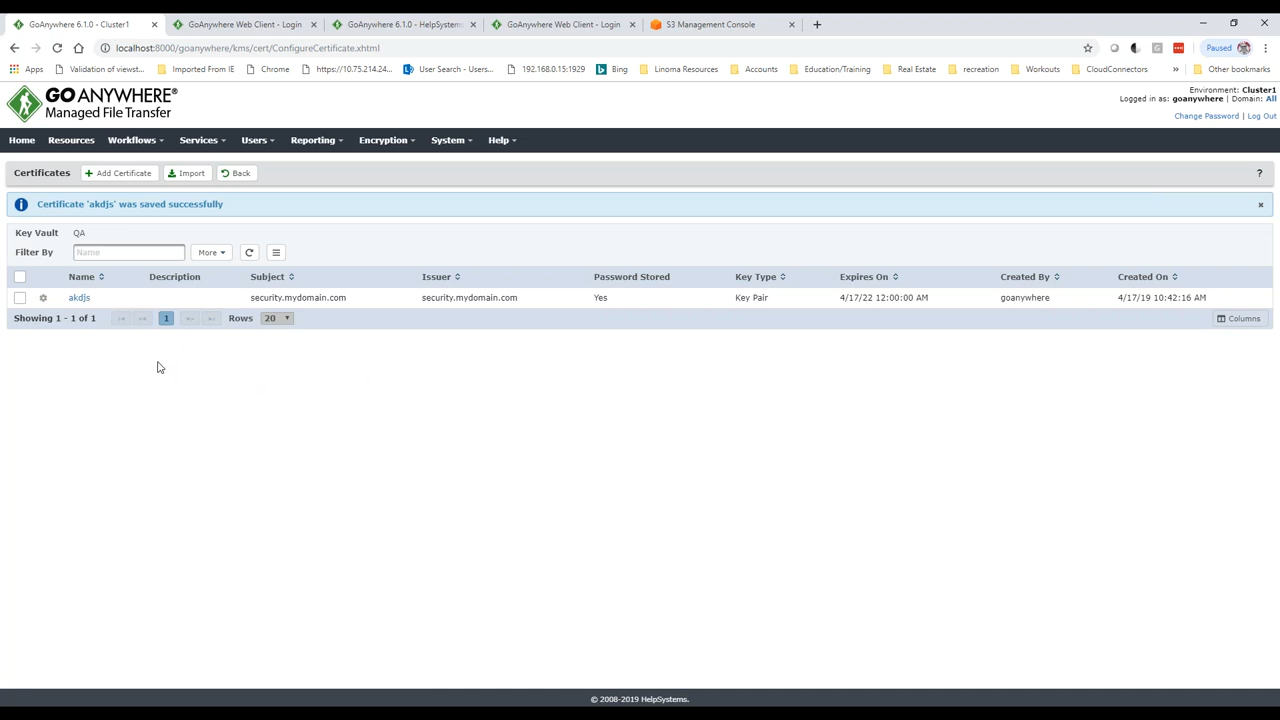 GoAnywhere 6.1.0 - Cluster1
GoAnywhere Web Client - Login
GoAnywhere 6.1.0 - HelpSystems
GoAnywhere Web Client - Login
S3 Management Console
localhost:8000/goanywhere/kms/cert/ConfigureCertificate.xhtml
Paused
Apps
Validation of viewst...
Imported From IE
Chrome
https://10.75.214.24...
User Search - Users...
192.168.0.15:1929
Bing
Linoma Resources
Accounts
Education/Training
Real Estate
recreation
Workouts
CloudConnectors
»
Other bookmarks
GO ANYWHERE®
Managed File Transfer
Environment: Cluster1
Logged in as: goanywhere | Domain: All
Change Password | Log Out
Home Resources Workflows Services Users Reporting Encryption System Help
Certificates Add Certificate Import Back ?
Certificate 'akdjs' was saved successfully
Key Vault QA
Filter By Name More
Name Description Subject Issuer Password Stored Key Type Expires On Created By Created On
akdjs security.mydomain.com security.mydomain.com Yes Key Pair 4/17/22 12:00:00 AM goanywhere 4/17/19 10:42:16 AM
Showing 1 - 1 of 1 1 Rows 20 Columns
© 2008-2019 HelpSystems.